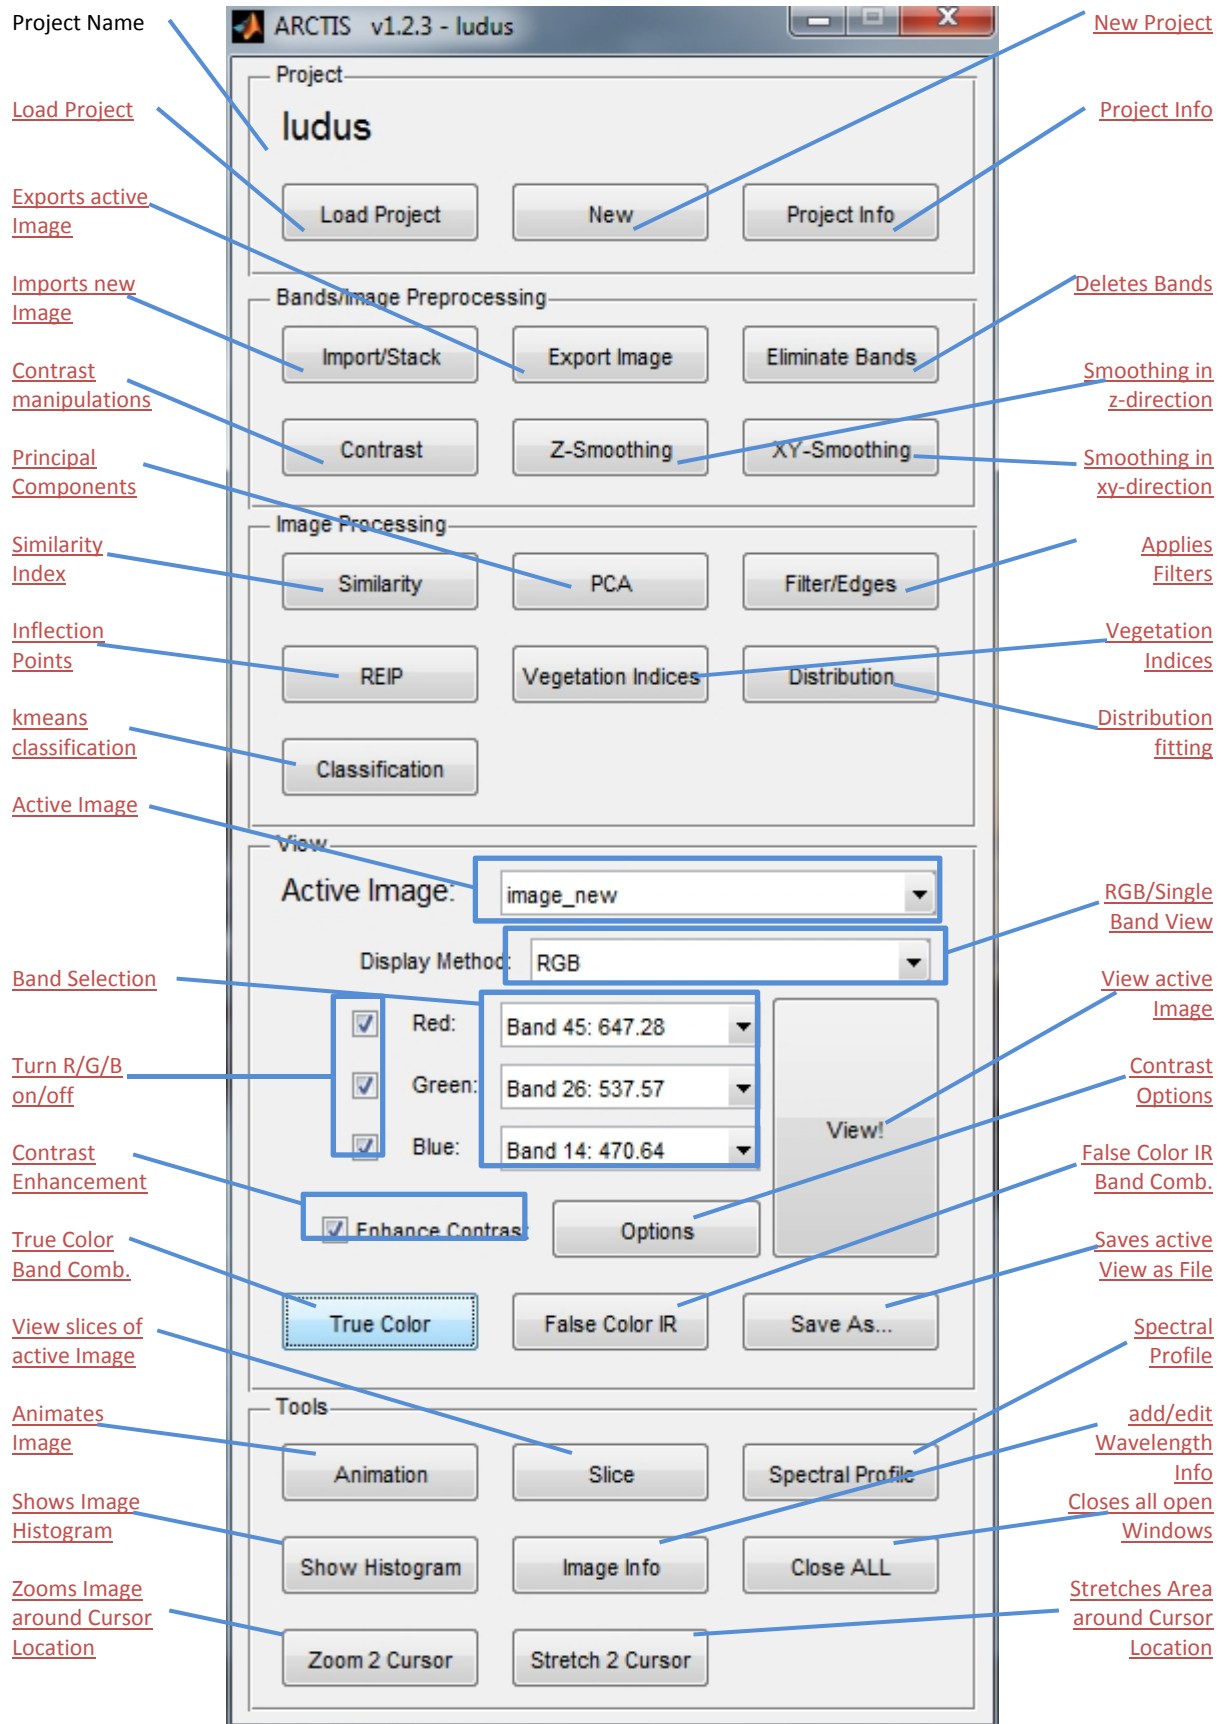 Project Name
ARCTIS v1.2.3 - ludus
New Project
Project
Load Project
ludus
Project Info
Exports active
Image
Load Project
New
Project Info
Imports new
Image
Bands/Image Preprocessing
Deletes Bands
Import/Stack
Export Image
Eliminate Bands
Contrast
manipulations
Smoothing in
z-direction
Contrast
Z-Smoothing
XY-Smoothing
Principal
Components
Smoothing in
xy-direction
Image Processing
Similarity
Index
Applies
Filters
Similarity
PCA
Filter/Edges
Inflection
Points
Vegetation
Indices
REIP
Vegetation Indices
Distribution
kmeans
classification
Distribution
fitting
Classification
Active Image
View
Active Image:
image_new
RGB/Single
Band View
Display Method:
RGB
Band Selection
View active
Image
Red:
Band 45: 647.28
Turn R/G/B
on/off
Green:
Band 26: 537.57
Contrast
Options
View!
Blue:
Band 14: 470.64
Contrast
Enhancement
False Color IR
Band Comb.
Enhance Contrast
Options
True Color
Band Comb.
Saves active
View as File
True Color
False Color IR
Save As...
View slices of
active Image
Spectral
Profile
Tools
Animates
Image
add/edit
Wavelength
Info
Animation
Slice
Spectral Profile
Shows Image
Histogram
Closes all open
Windows
Show Histogram
Image Info
Close ALL
Zooms Image
around Cursor
Location
Stretches Area
around Cursor
Location
Zoom 2 Cursor
Stretch 2 Cursor